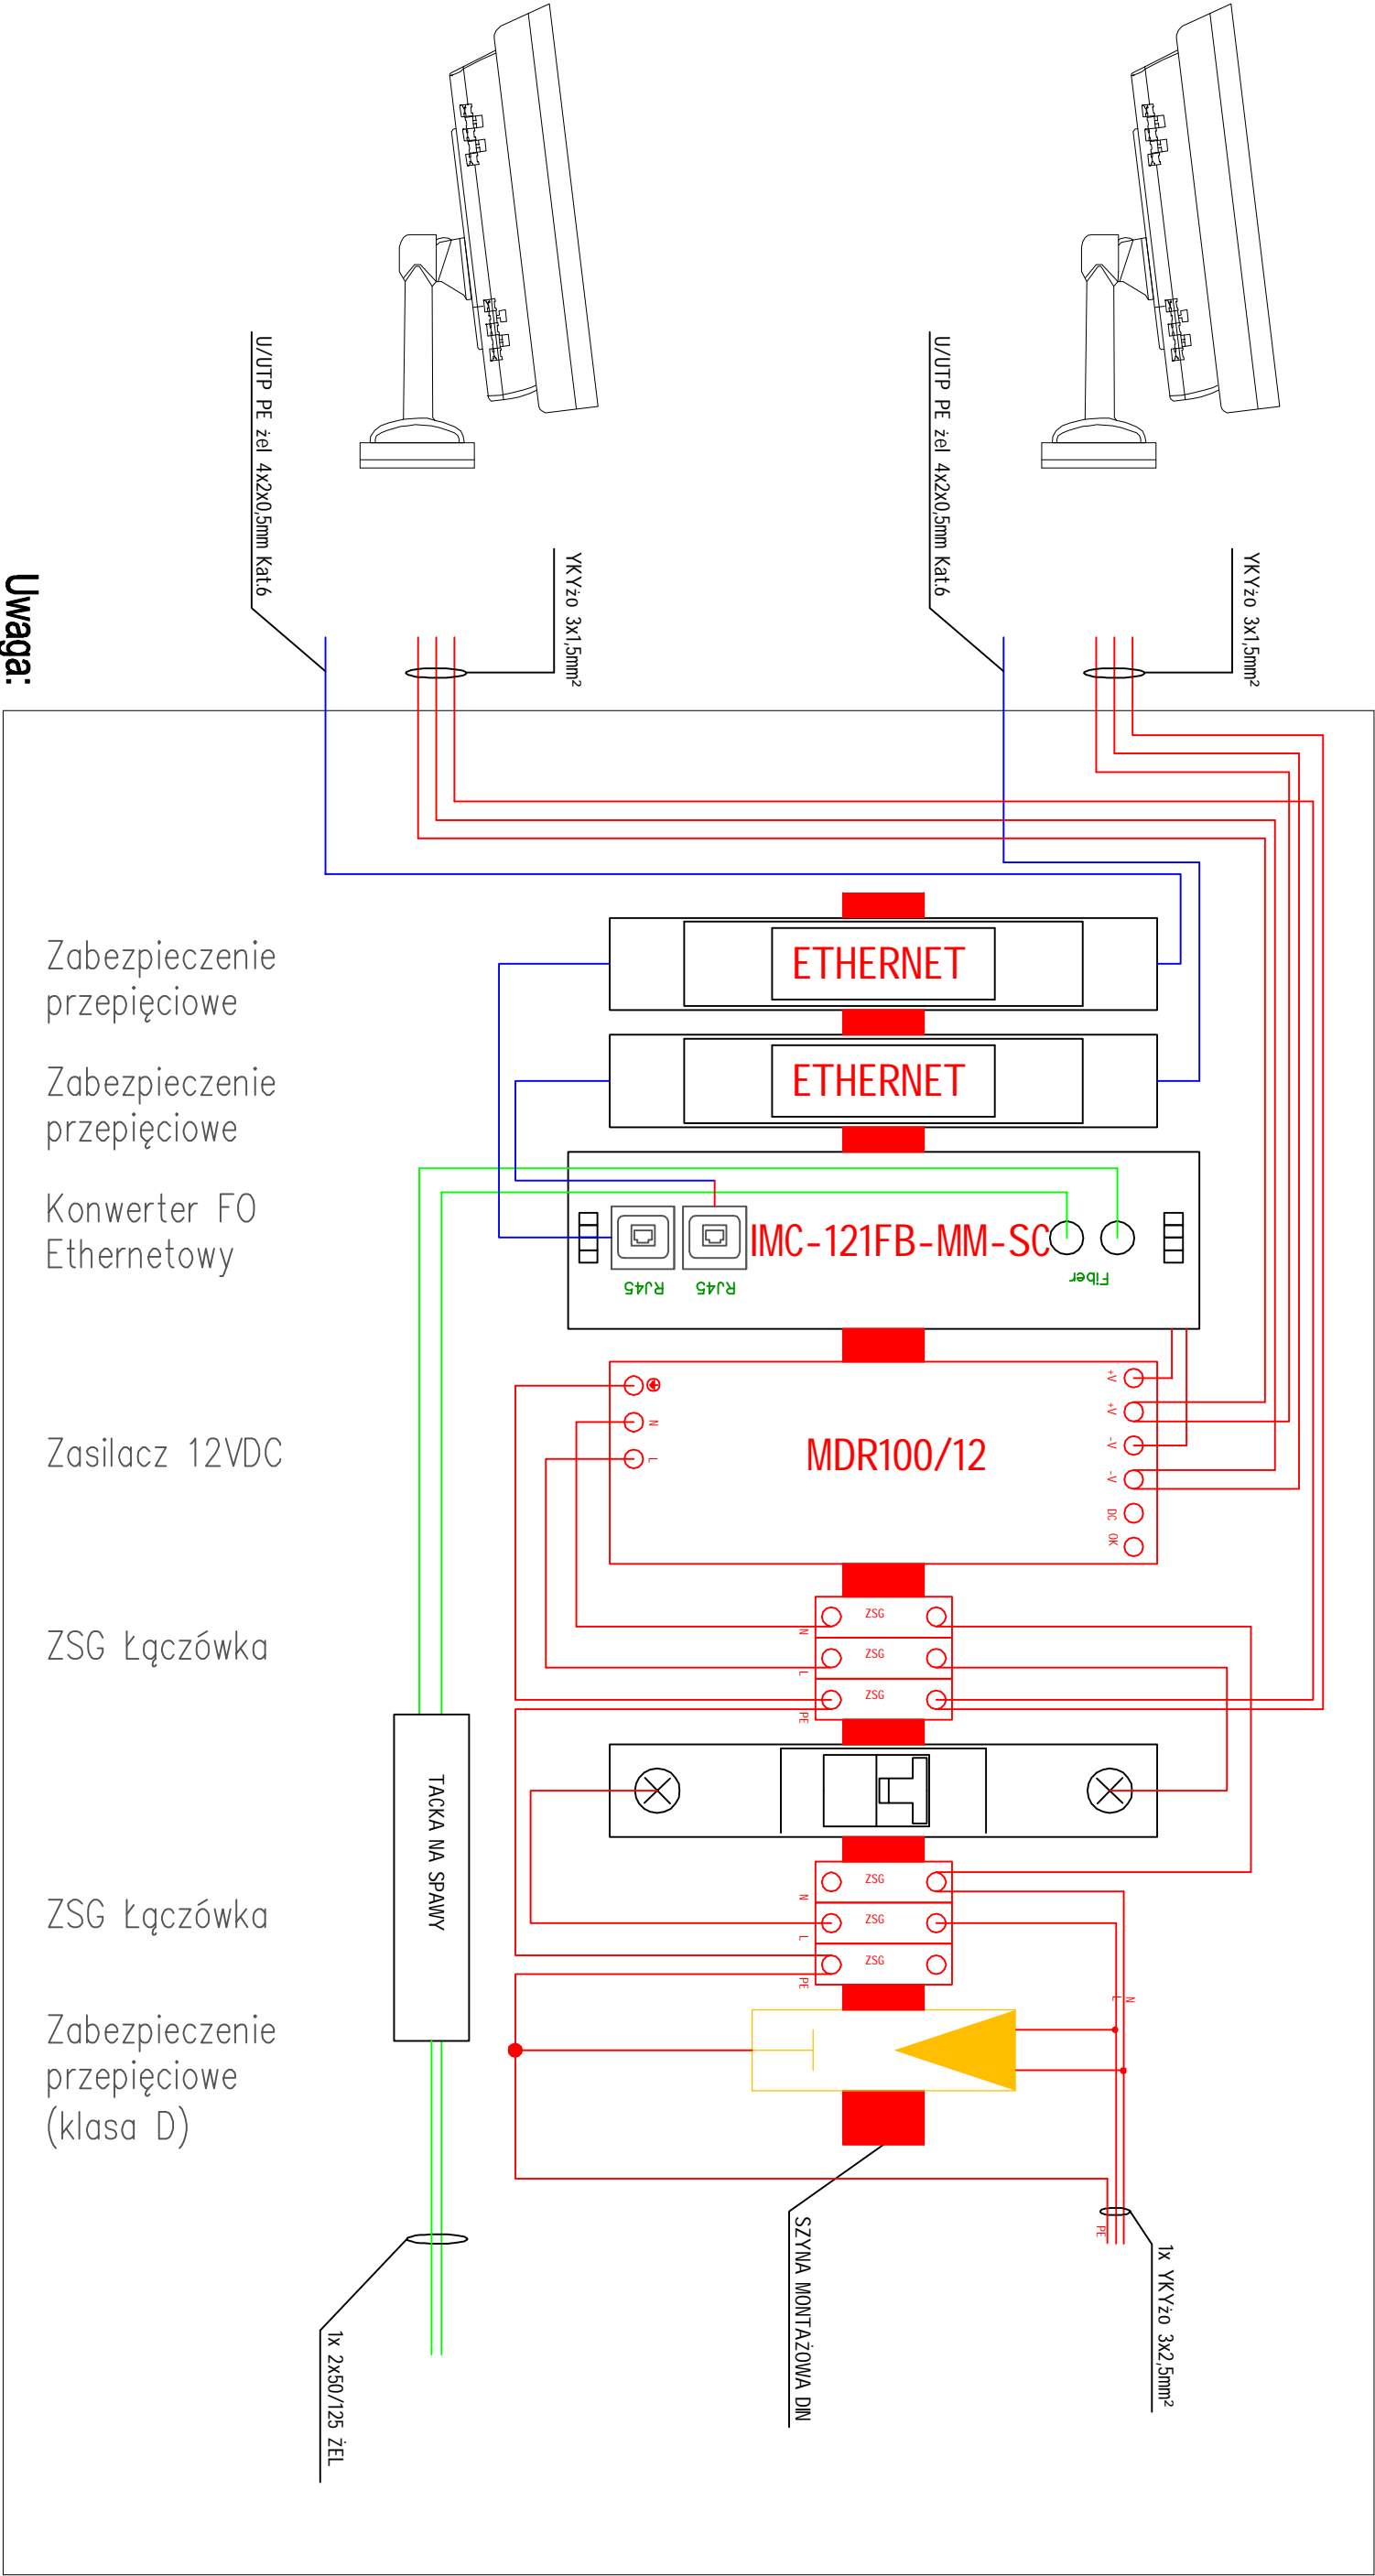 U/UTP PE żel 4x2x0,5mm Kat.6
YKYżo 3x1,5mm²
U/UTP PE żel 4x2x0,5mm Kat.6
YKYżo 3x1,5mm²
Uwaga:
Zabezpieczenie
przepięciowe
ETHERNET
Zabezpieczenie
przepięciowe
ETHERNET
Konwerter FO
Ethernetowy
IMC-121FB-MM-SC
RJ45
RJ45
Fiber
Zasilacz 12VDC
MDR100/12
N
L
+V
+V
-V
-V
DC OK
ZSG Łączówka
ZSG
ZSG
ZSG
N
L
PE
TACKA NA SPAWY
ZSG Łączówka
ZSG
ZSG
ZSG
N
L
PE
L
N
Zabezpieczenie
przepięciowe
(klasa D)
PE
SZYNA MONTAŻOWA DIN
1x YKYżo 3x2,5mm²
1x 2x50/125 ŻEL